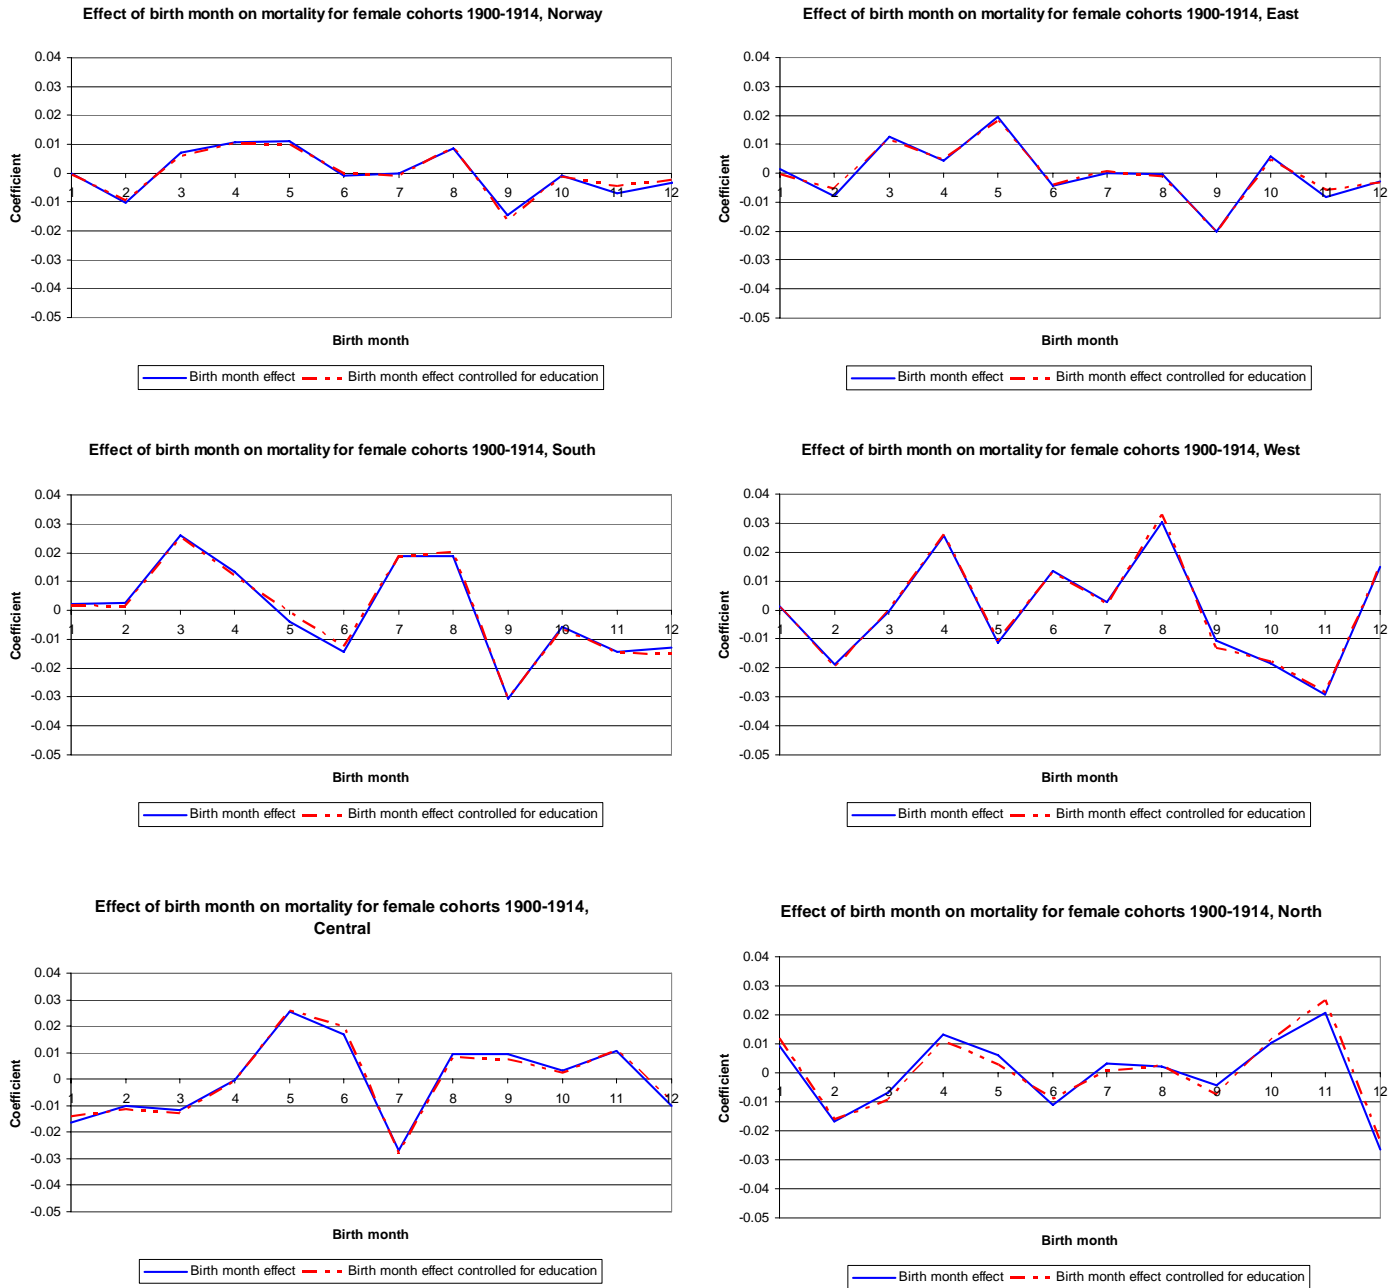 Effect of birth month on mortality for female cohorts 1900-1914, Norway
0.04
0.03
0.02
0.01
0
-0.01
-0.02
-0.03
-0.04
-0.05
1 2 3 4 5 6 7 8 9 10 11 12
Coefficient
Birth month
Birth month effect Birth month effect controlled for education
Effect of birth month on mortality for female cohorts 1900-1914, East
0.04
0.03
0.02
0.01
0
-0.01
-0.02
-0.03
-0.04
-0.05
1 2 3 4 5 6 7 8 9 10 11 12
Coefficient
Birth month
Birth month effect Birth month effect controlled for education
Effect of birth month on mortality for female cohorts 1900-1914, South
0.04
0.03
0.02
0.01
0
-0.01
-0.02
-0.03
-0.04
-0.05
1 2 3 4 5 6 7 8 9 10 11 12
Coefficient
Birth month
Birth month effect Birth month effect controlled for education
Effect of birth month on mortality for female cohorts 1900-1914, West
0.04
0.03
0.02
0.01
0
-0.01
-0.02
-0.03
-0.04
-0.05
1 2 3 4 5 6 7 8 9 10 11 12
Coefficient
Birth month
Birth month effect Birth month effect controlled for education
Effect of birth month on mortality for female cohorts 1900-1914,
Central
0.04
0.03
0.02
0.01
0
-0.01
-0.02
-0.03
-0.04
-0.05
1 2 3 4 5 6 7 8 9 10 11 12
Coefficient
Birth month
Birth month effect Birth month effect controlled for education
Effect of birth month on mortality for female cohorts 1900-1914, North
0.04
0.03
0.02
0.01
0
-0.01
-0.02
-0.03
-0.04
-0.05
1 2 3 4 5 6 7 8 9 10 11 12
Coefficient
Birth month
Birth month effect Birth month effect controlled for education